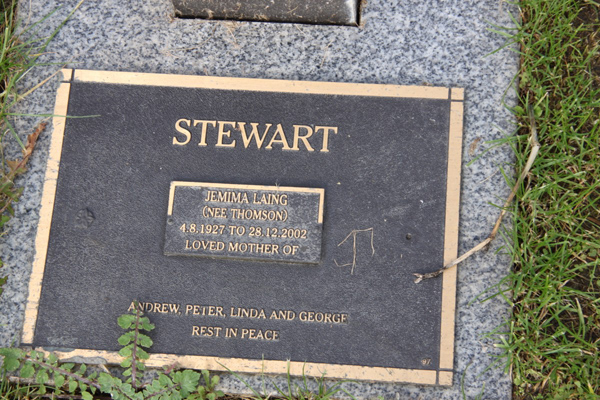 STEWART
JEMIMA LAING
(NEE THOMSON)
4.8.1927 TO 28.12.2002
LOVED MOTHER OF
ANDREW, PETER, LINDA AND GEORGE
REST IN PEACE